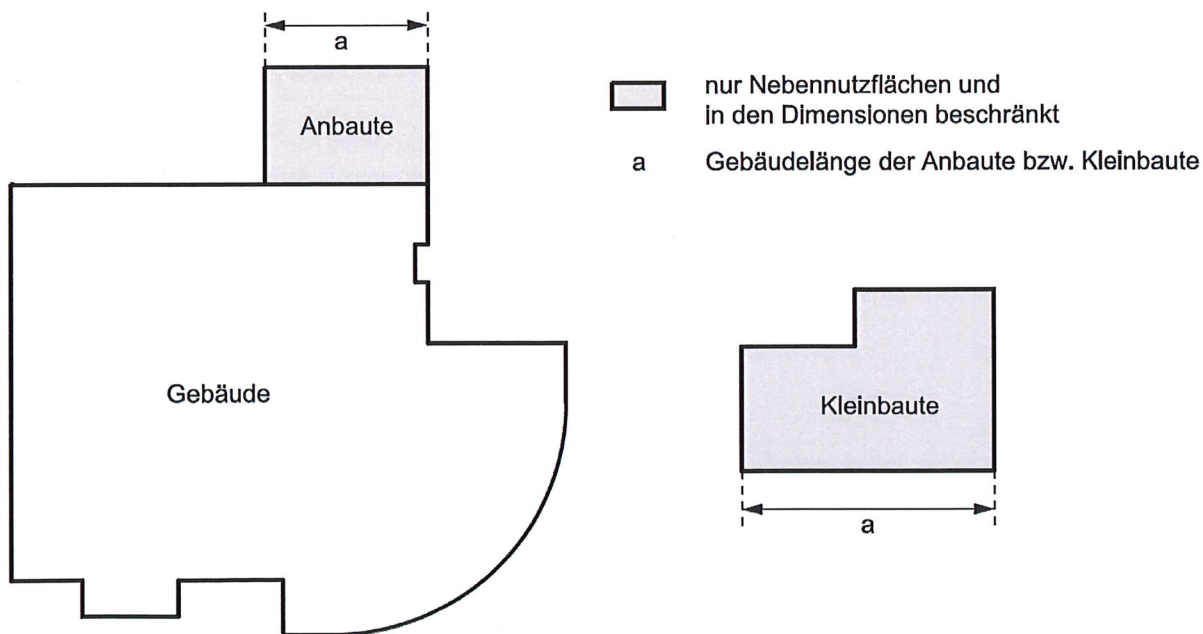 a
Anbaute
nur Nebennutzflächen und
in den Dimensionen beschränkt
a Gebäudelänge der Anbaute bzw. Kleinbaute
Gebäude
Kleinbaute
a